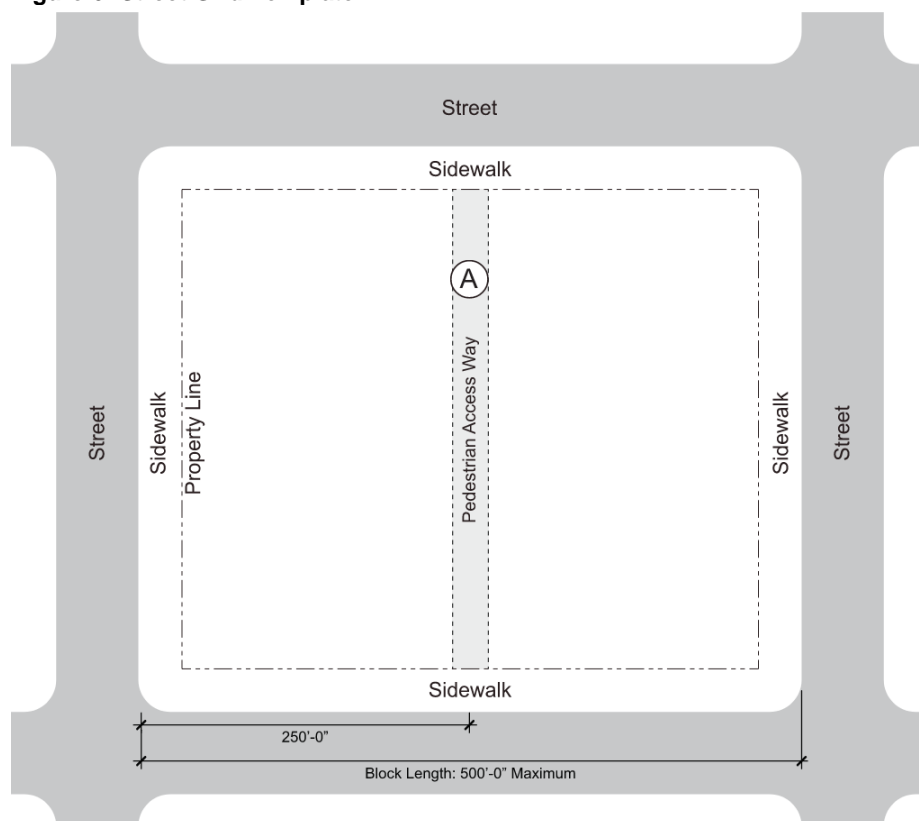 Street
Sidewalk
A
Pedestrian Access Way
Street
Sidewalk
Property Line
Sidewalk
Street
Sidewalk
250'-0”
Block Length: 500'-0” Maximum